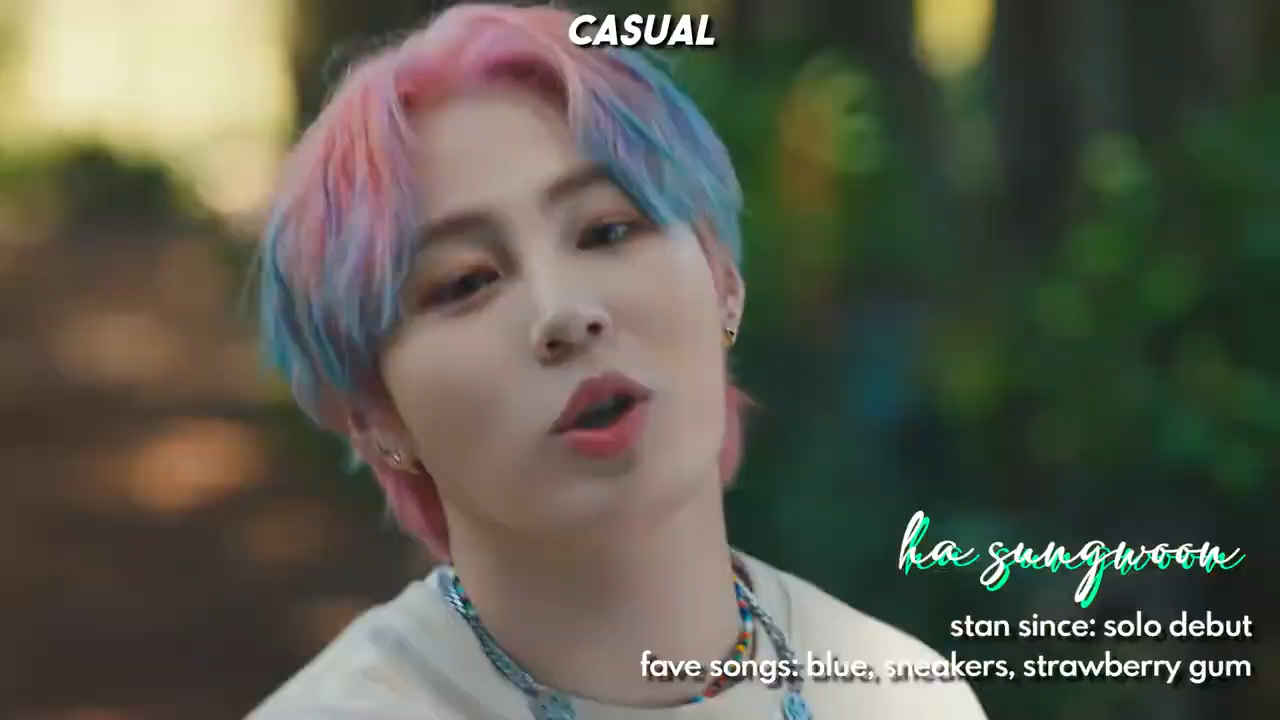 CASUAL
ha sungwoon
stan since: solo debut
fave songs: blue, sneakers, strawberry gum